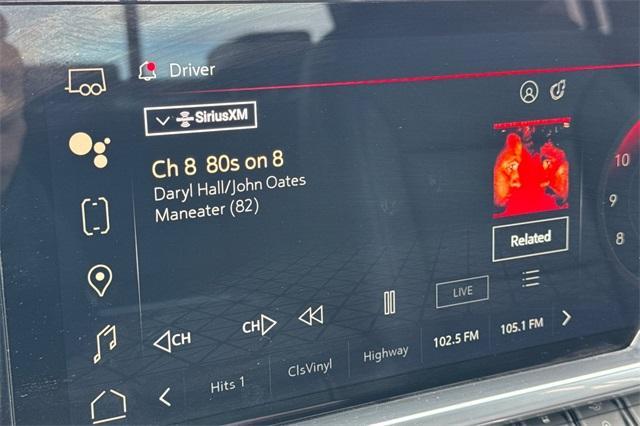 Driver
SiriusXM
Ch 8 80s on 8
Daryl Hall/John Oates
Maneater (82)
Related
10
9
8
CH
CH
LIVE
Hits 1 ClsVinyl Highway 102.5 FM 105.1 FM